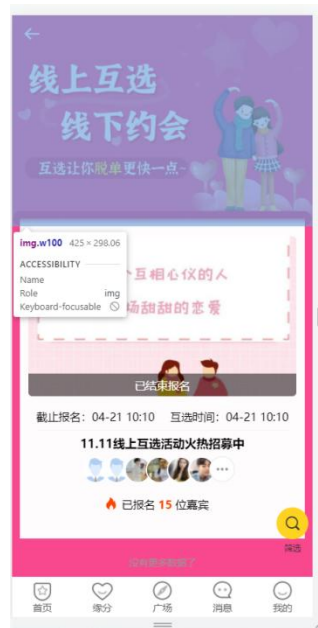 线上互选
线下约会
互选让你脱单更快一点~
img.w100 425 × 298.06
ACCESSIBILITY
Name
Role img
Keyboard-focusable
个互相心仪的人
场甜甜的恋爱
已结束报名
截止报名：04-21 10:10 互选时间：04-21 10:10
11.11线上互选活动火热招募中
已报名 15 位嘉宾
筛选
没有更多数据了
首页 缘分 广场 消息 我的